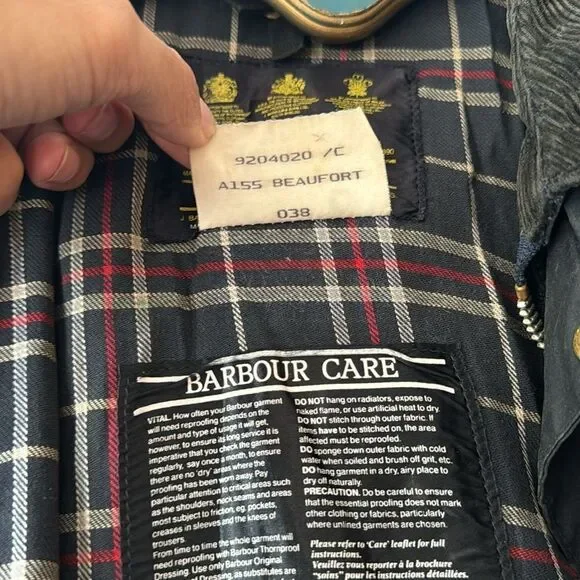 9204020 /C
A155 BEAUFORT
038
BARBOUR CARE
VITAL. How often your Barbour garment
will need reproofing depends on the
amount and type of usage it will get,
however, to ensure its long service it is
imperative that you check the garment
regularly, say once a month, to ensure
there are no 'dry' areas where the
proofing has been worn away. Pay
particular attention to critical areas such
as the shoulders, neck seams and areas
most subject to friction, eg. pockets,
creases in sleeves and the knees of
trousers.
From time to time the whole garment will
need reproofing with Barbour Thornproof
Dressing. Use only Barbour Original
Dressing, as substitutes are
DO NOT hang on radiators, expose to
naked flame, or use artificial heat to dry.
DO NOT stitch through outer fabric. If
items have to be stitched on, the area
affected must be reproofed.
DO sponge down outer fabric with cold
water when soiled and brush off grit, etc.
DO hang garment in a dry, airy place to
dry off naturally.
PRECAUTION. Do be careful to ensure
that the essential proofing does not mark
other clothing or fabrics, particularly
where unlined garments are chosen.
Please refer to 'Care' leaflet for full
instructions.
Veuillez vous reporter à la brochure
"soins" pour les instructions détaillées.